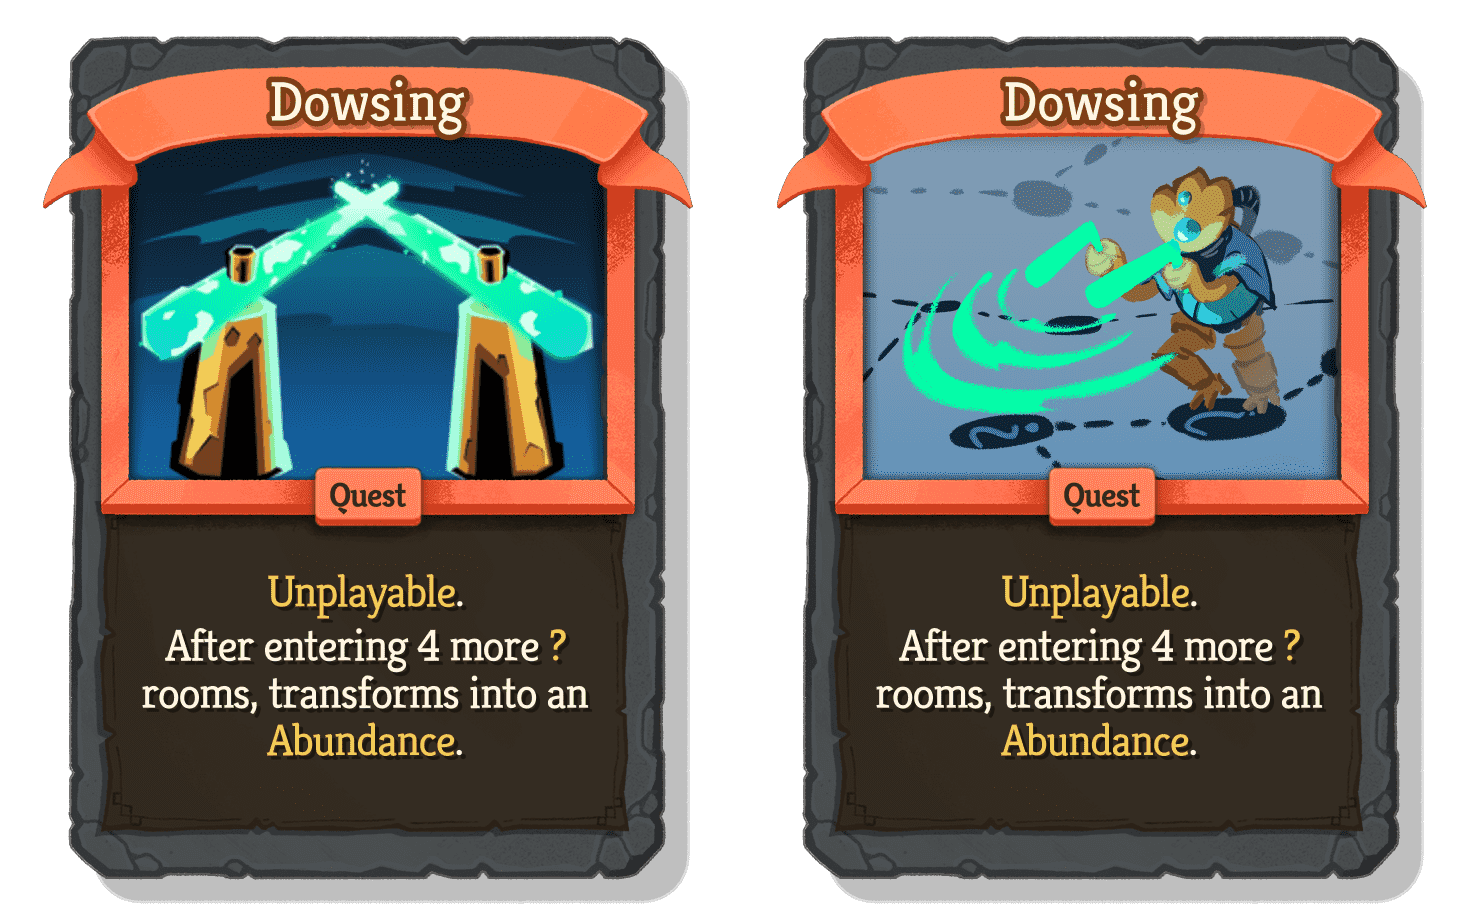 Dowsing
Quest
Unplayable.
After entering 4 more ?
rooms, transforms into an
Abundance.
Dowsing
Quest
Unplayable.
After entering 4 more ?
rooms, transforms into an
Abundance.